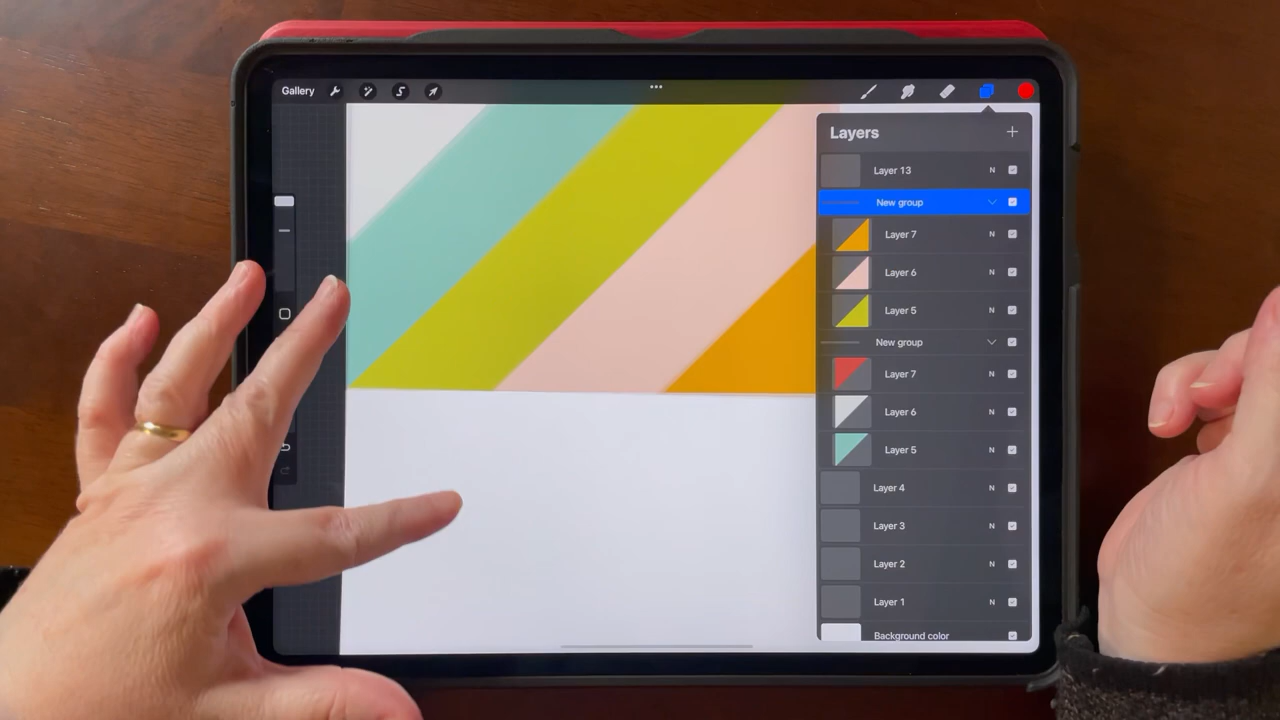 Gallery
Layers
Layer 13 N
New group
Layer 7 N
Layer 6 N
Layer 5 N
New group
Layer 7 N
Layer 6 N
Layer 5 N
Layer 4 N
Layer 3 N
Layer 2 N
Layer 1 N
Background color